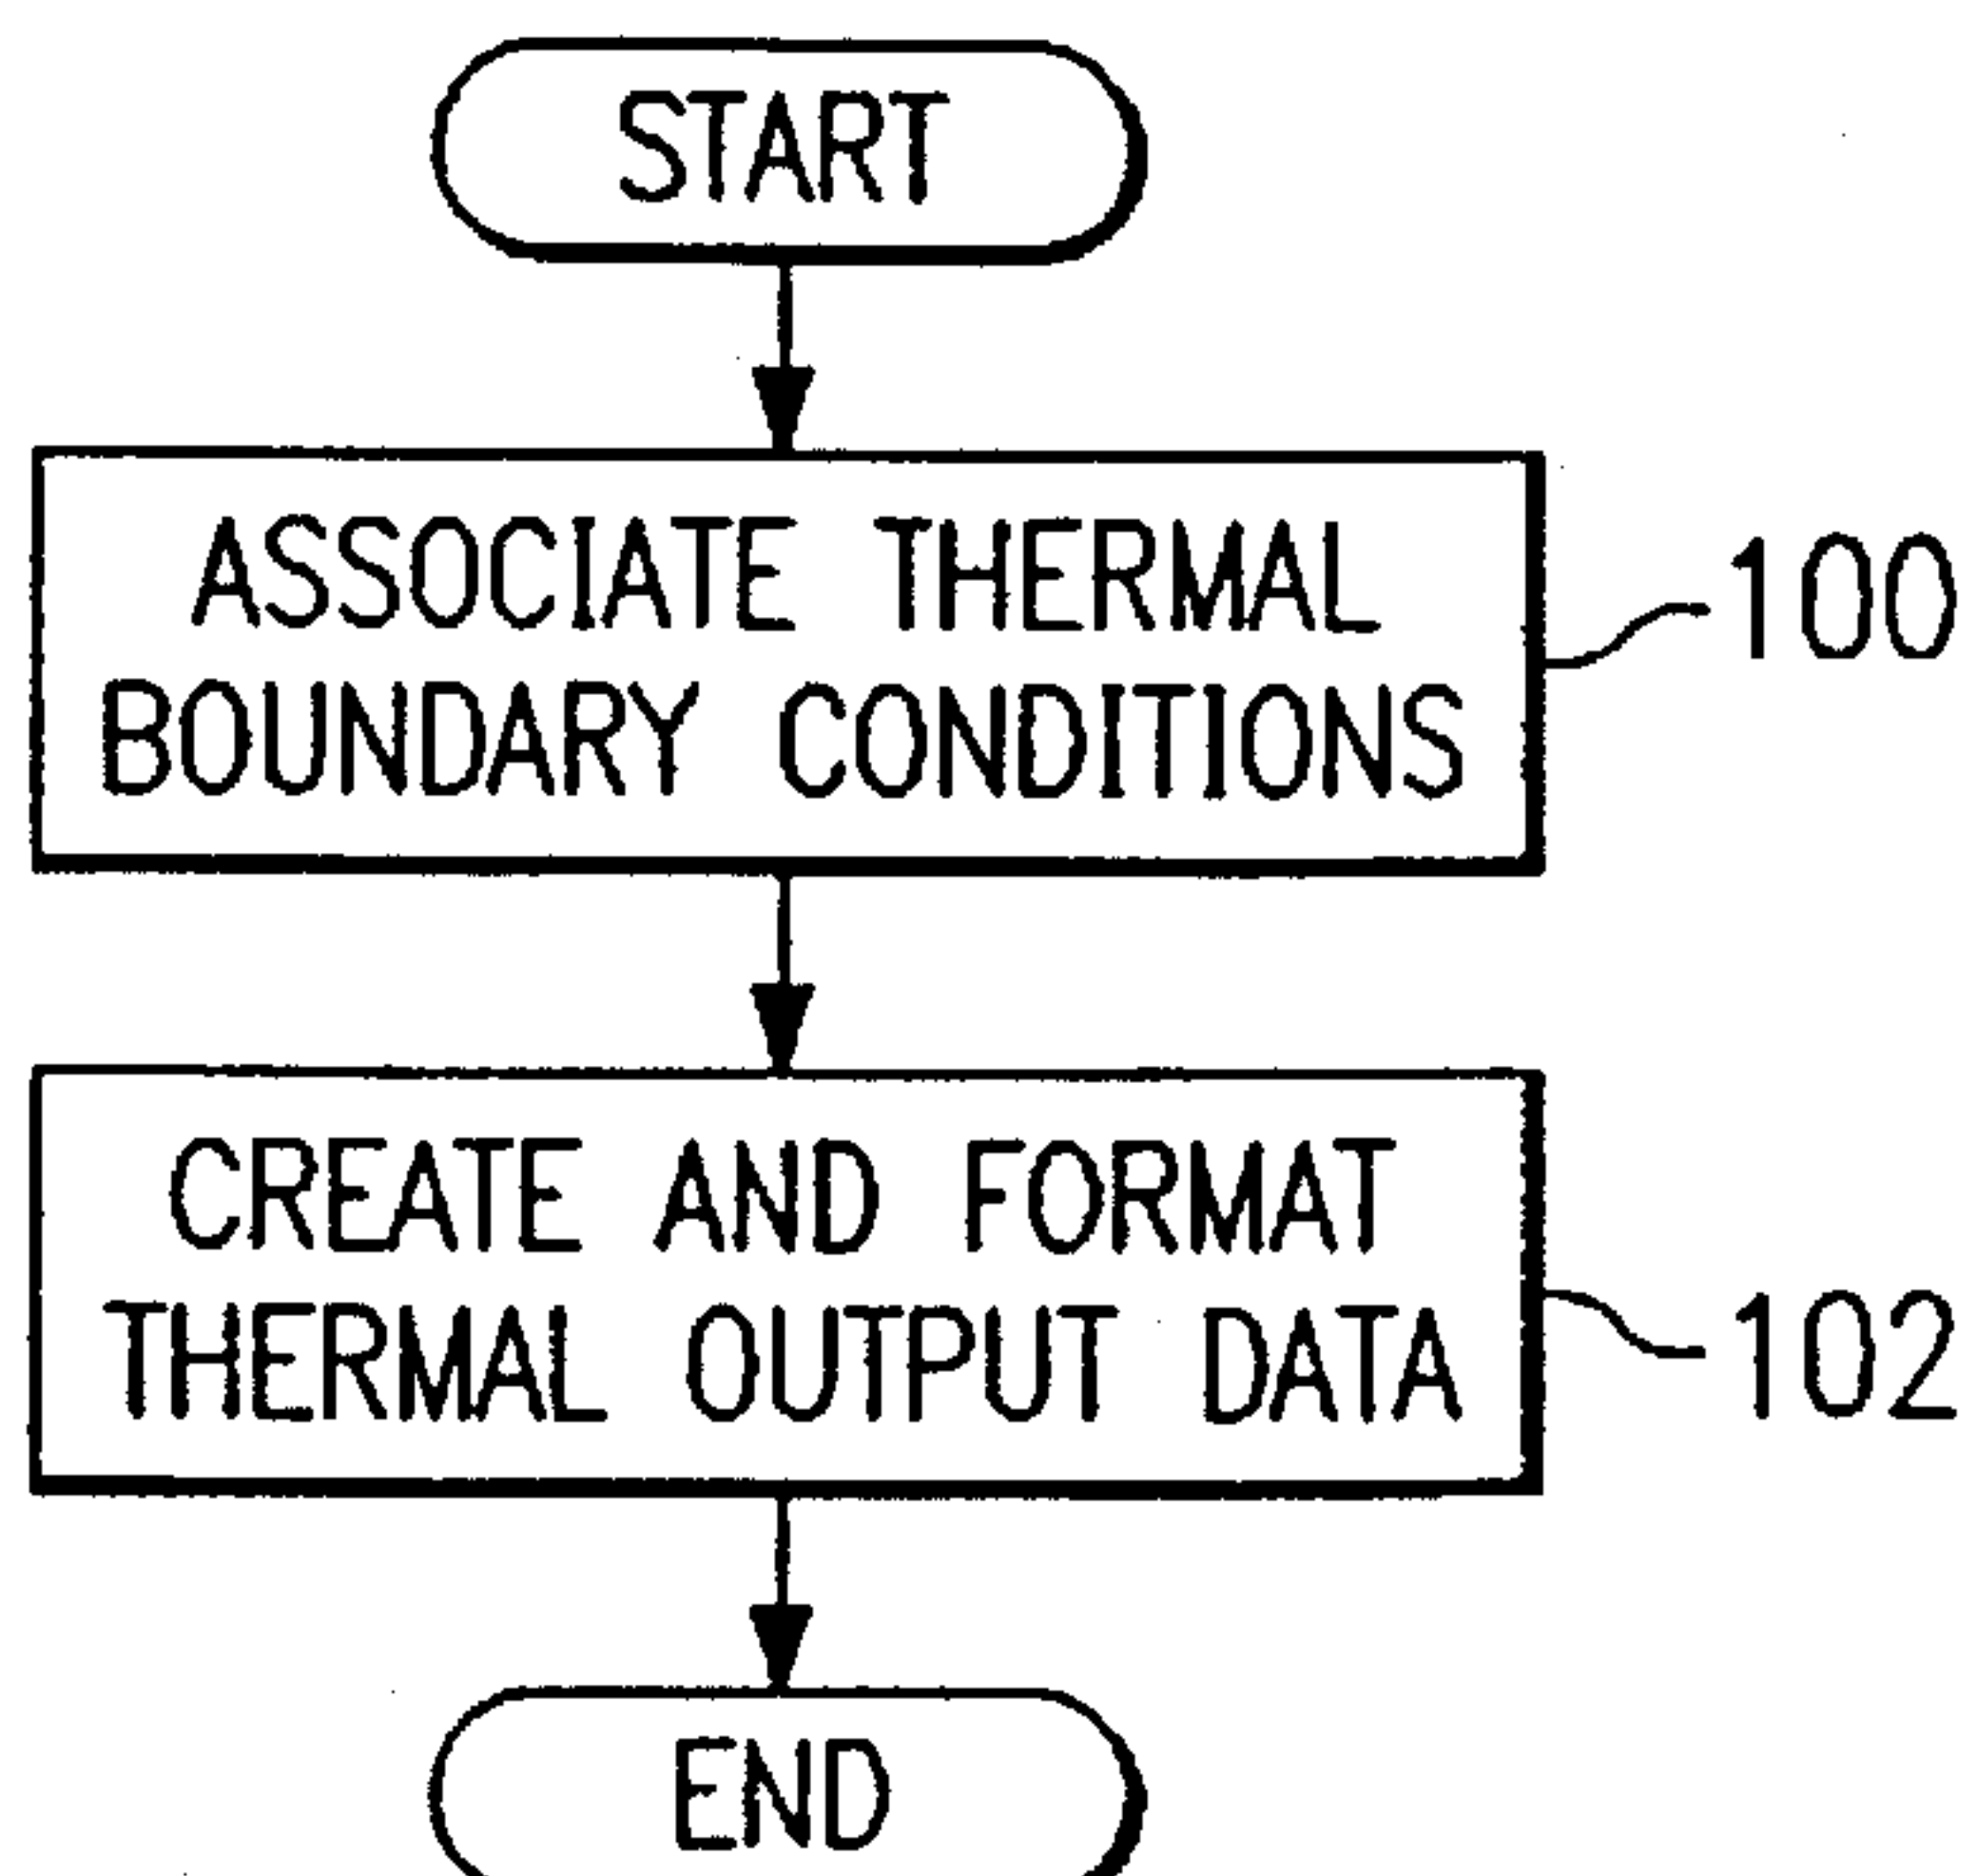 START
ASSOCIATE THERMAL
BOUNDARY CONDITIONS
100
CREATE AND FORMAT
THERMAL OUTPUT DATA
102
END